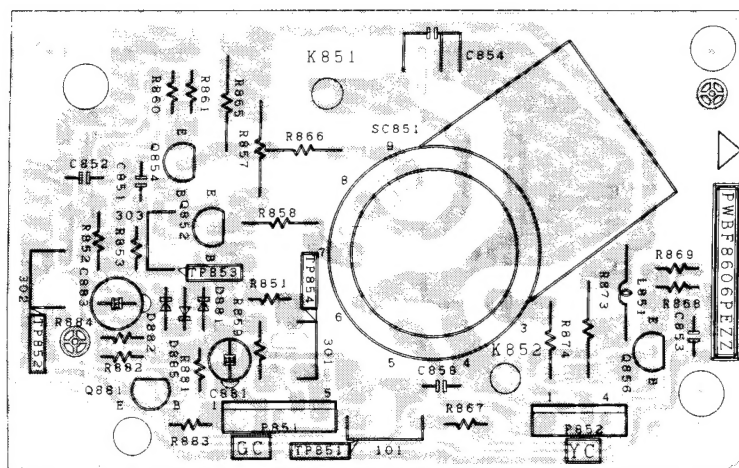 K851
C854
R860
R861
R865
E
Q854
B
R857
R866
SC851
9
8
7
6
5
4
3
C852
C851
303
E
Q852
B
R858
R852
R853
C883
302
TP852
TP853
TP854
R851
R859
D881
R884
D882
R882
D885
R881
C881
301
Q881
E
B
1
5
P851
R883
GC
TP851
101
C858
R867
K852
R874
R873
L851
R869
R868
C853
E
Q856
B
1
4
P852
YC
PWBF8606PEZZ